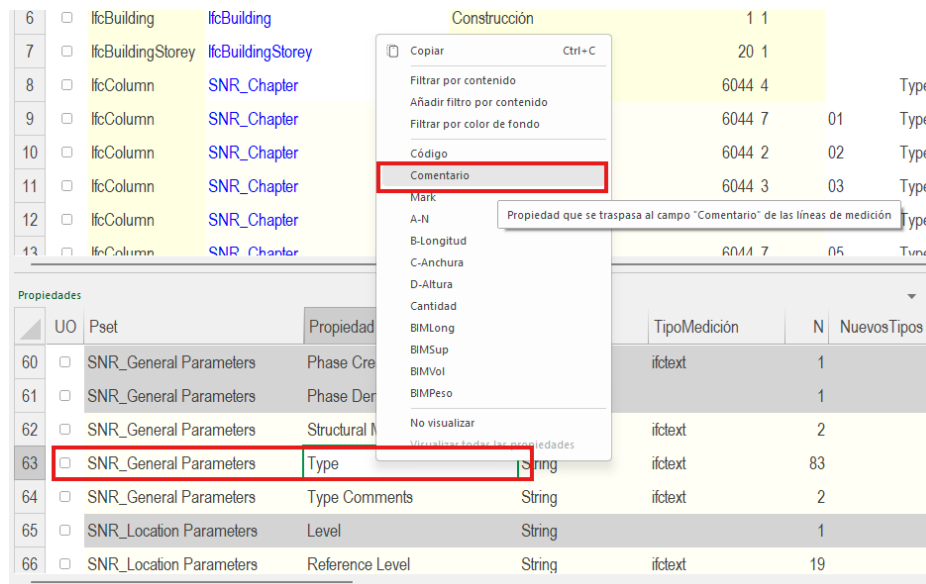 6 IfcBuilding IfcBuilding Construcción 1 1
7 IfcBuildingStorey IfcBuildingStorey 20 1
8 IfcColumn SNR_Chapter 6044 4 Type
9 IfcColumn SNR_Chapter 6044 7 01 Type
10 IfcColumn SNR_Chapter 6044 2 02 Type
11 IfcColumn SNR_Chapter 6044 3 03 Type
12 IfcColumn SNR_Chapter Type
13 IfcColumn SNR_Chapter 6044 7 05 Type
Copiar Ctrl+C
Filtrar por contenido
Añadir filtro por contenido
Filtrar por color de fondo
Código
Comentario
Mark
Propiedad que se traspasa al campo "Comentario" de las líneas de medición
A-N
B-Longitud
C-Anchura
D-Altura
Cantidad
BIMLong
BIMSup
BIMVol
BIMPeso
No visualizar
Visualizar todas las propiedades
Propiedades
UO Pset Propiedad TipoMedición N NuevosTipos
60 SNR_General Parameters Phase Cre ifctext 1
61 SNR_General Parameters Phase Der 1
62 SNR_General Parameters Structural M ifctext 2
63 SNR_General Parameters Type String ifctext 83
64 SNR_General Parameters Type Comments String ifctext 2
65 SNR_Location Parameters Level String 1
66 SNR_Location Parameters Reference Level String ifctext 19